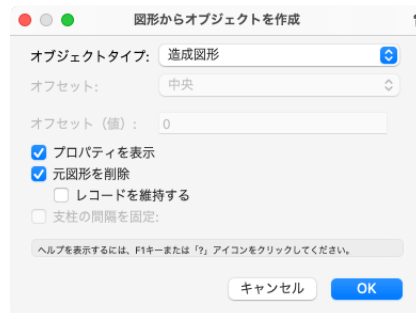 図形からオブジェクトを作成
オブジェクトタイプ: 造成図形
オフセット: 中央
オフセット（値）: 0
プロパティを表示
元図形を削除
レコードを維持する
支柱の間隔を固定:
ヘルプを表示するには、F1キーまたは「?」アイコンをクリックしてください。
キャンセル OK